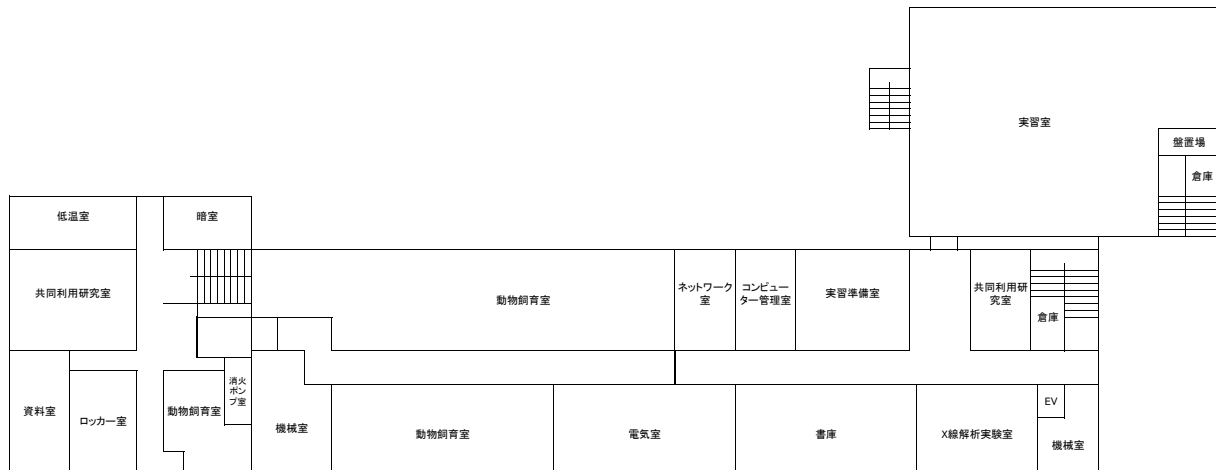 実習室
盤置場
倉庫
低温室
暗室
共同利用研究室
動物飼育室
ネットワーク
室
コンピュー
ター管理室
実習準備室
共同利用研
究室
倉庫
資料室
ロッカー室
動物飼育室
消火
ポン
プ室
機械室
動物飼育室
電気室
書庫
X線解析実験室
EV
機械室